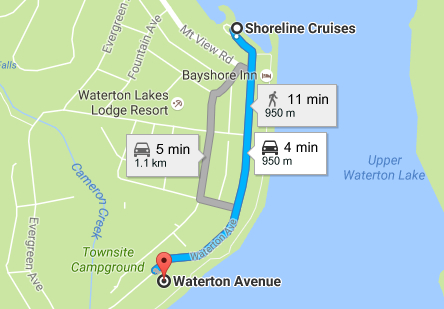 Shoreline Cruises
Evergreen Ave
Fountain Ave
Mt View Rd
Falls
Bayshore Inn
Waterton Lakes
Lodge Resort
11 min
950 m
5 min
1.1 km
4 min
950 m
Upper
Waterton Lake
Cameron Creek
Evergreen Ave
Waterton Ave
Townsite
Campground
Waterton Avenue